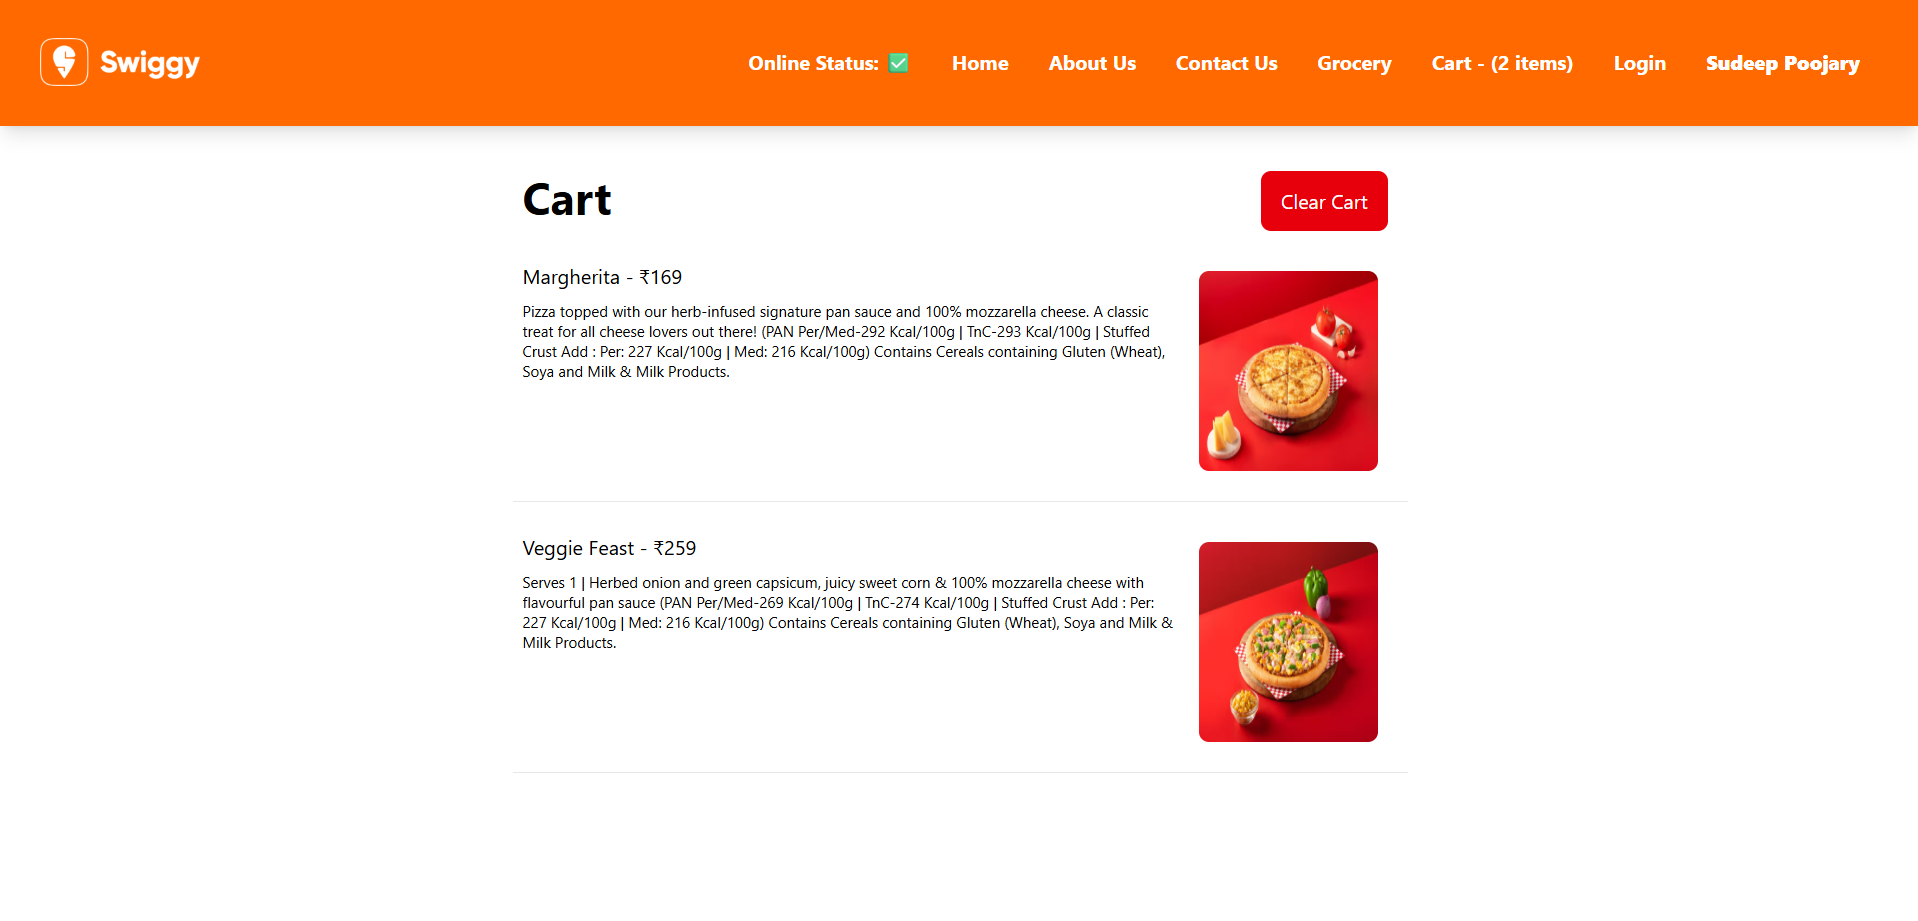 Swiggy
Online Status: ✅ Home About Us Contact Us Grocery Cart - (2 items) Login Sudeep Poojary
Cart
Clear Cart
Margherita - ₹169
Pizza topped with our herb-infused signature pan sauce and 100% mozzarella cheese. A classic
treat for all cheese lovers out there! (PAN Per/Med-292 Kcal/100g | TnC-293 Kcal/100g | Stuffed
Crust Add : Per: 227 Kcal/100g | Med: 216 Kcal/100g) Contains Cereals containing Gluten (Wheat),
Soya and Milk & Milk Products.
Veggie Feast - ₹259
Serves 1 | Herbed onion and green capsicum, juicy sweet corn & 100% mozzarella cheese with
flavourful pan sauce (PAN Per/Med-269 Kcal/100g | TnC-274 Kcal/100g | Stuffed Crust Add : Per:
227 Kcal/100g | Med: 216 Kcal/100g) Contains Cereals containing Gluten (Wheat), Soya and Milk &
Milk Products.